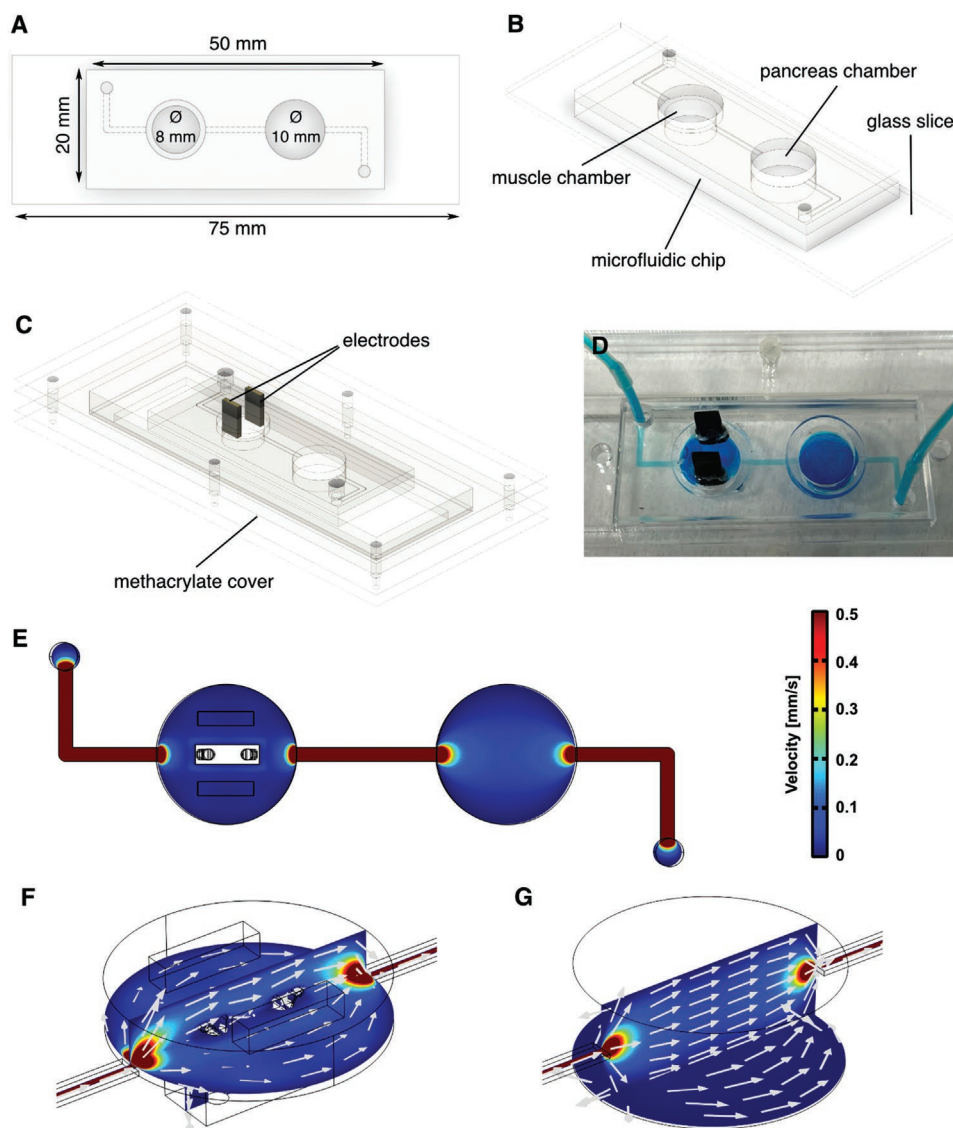 A
50 mm
20 mm
Ø
8 mm
Ø
10 mm
75 mm
B
pancreas chamber
glass slice
muscle chamber
microfluidic chip
C
electrodes
methacrylate cover
D
E
Velocity [mm/s]
0.5
0.4
0.3
0.2
0.1
0
F
G